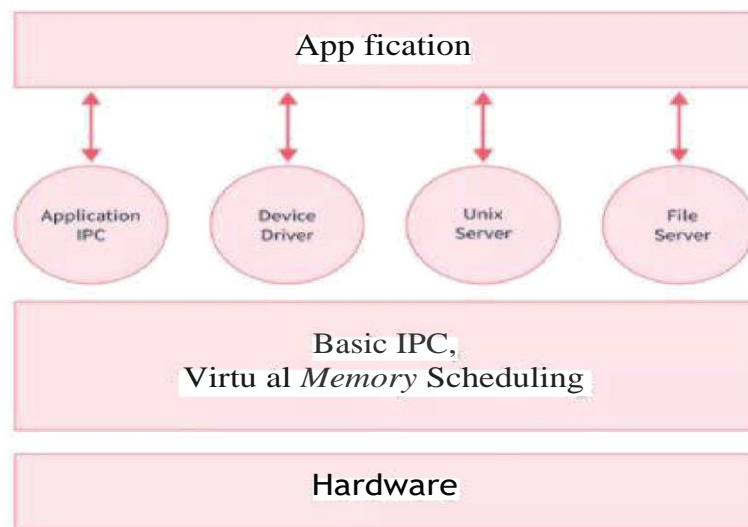 App fication
Application
IPC
Device
Driver
Unix
Server
File
Server
Basic IPC,
Virtu al Memory Scheduling
Hardware